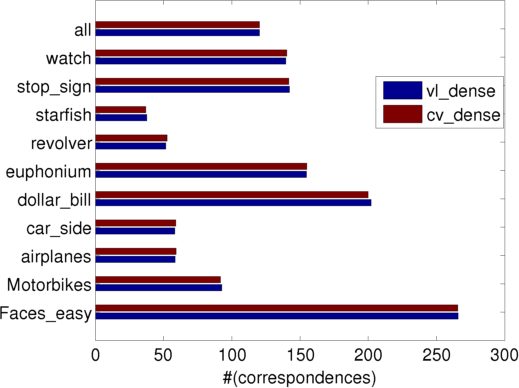 all
watch
stop_sign
starfish
revolver
euphonium
dollar_bill
car_side
airplanes
Motorbikes
Faces_easy
vl_dense
cv_dense
0 50 100 150 200 250 300
#(correspondences)